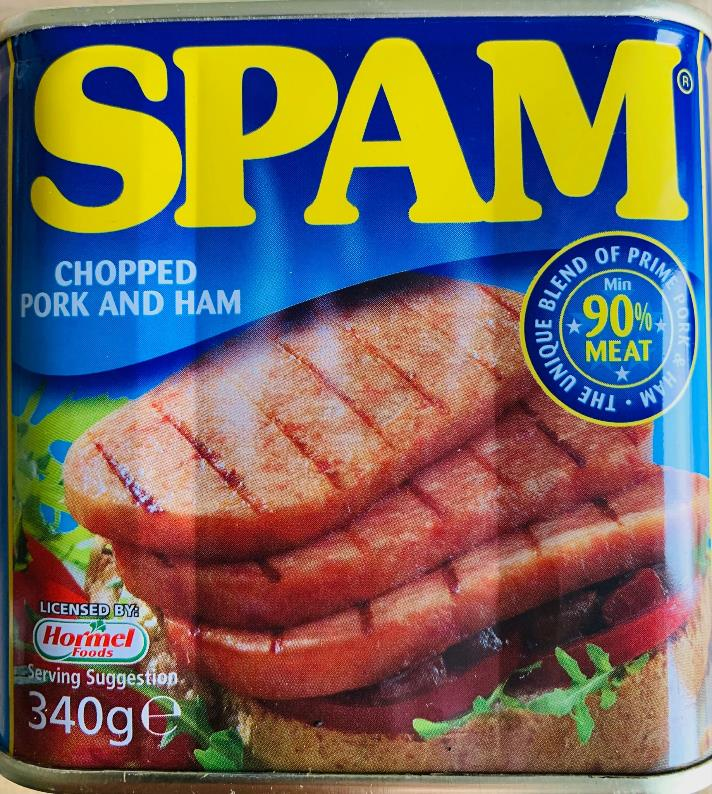 SPAM®
CHOPPED
PORK AND HAM
THE UNIQUE BLEND OF PRIME PORK & HAM •
Min
90%
MEAT
LICENSED BY:
Hormel
Foods
Serving Suggestion
340g℮